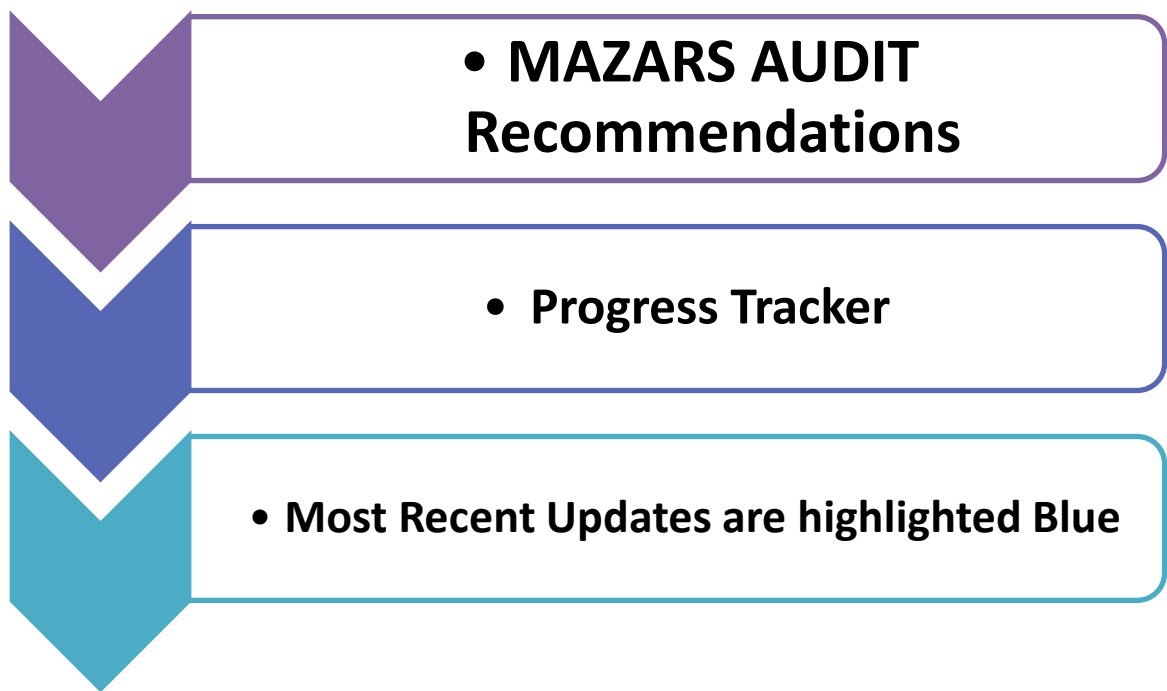 • MAZARS AUDIT
Recommendations
• Progress Tracker
• Most Recent Updates are highlighted Blue